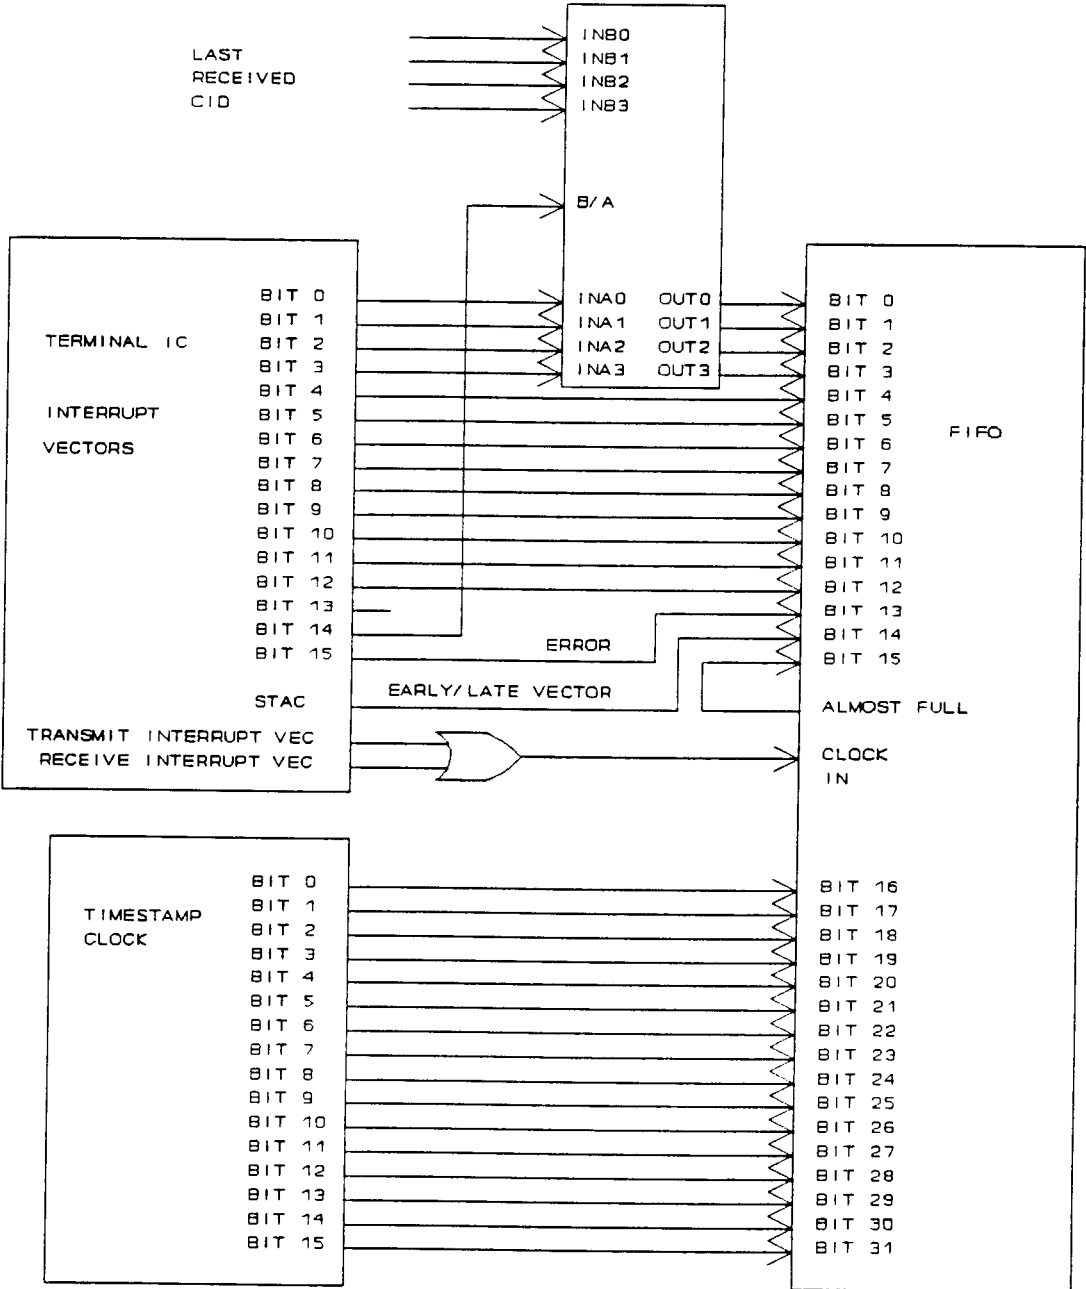 LAST
RECEIVED
CID
INB0
INB1
INB2
INB3
B/A
INA0 OUT0
INA1 OUT1
INA2 OUT2
INA3 OUT3
TERMINAL IC
INTERRUPT
VECTORS
BIT 0
BIT 1
BIT 2
BIT 3
BIT 4
BIT 5
BIT 6
BIT 7
BIT 8
BIT 9
BIT 10
BIT 11
BIT 12
BIT 13
BIT 14
BIT 15
STAC
TRANSMIT INTERRUPT VEC
RECEIVE INTERRUPT VEC
ERROR
EARLY/LATE VECTOR
FIFO
BIT 0
BIT 1
BIT 2
BIT 3
BIT 4
BIT 5
BIT 6
BIT 7
BIT 8
BIT 9
BIT 10
BIT 11
BIT 12
BIT 13
BIT 14
BIT 15
ALMOST FULL
CLOCK
IN
TIMESTAMP
CLOCK
BIT 0
BIT 1
BIT 2
BIT 3
BIT 4
BIT 5
BIT 6
BIT 7
BIT 8
BIT 9
BIT 10
BIT 11
BIT 12
BIT 13
BIT 14
BIT 15
BIT 16
BIT 17
BIT 18
BIT 19
BIT 20
BIT 21
BIT 22
BIT 23
BIT 24
BIT 25
BIT 26
BIT 27
BIT 28
BIT 29
BIT 30
BIT 31